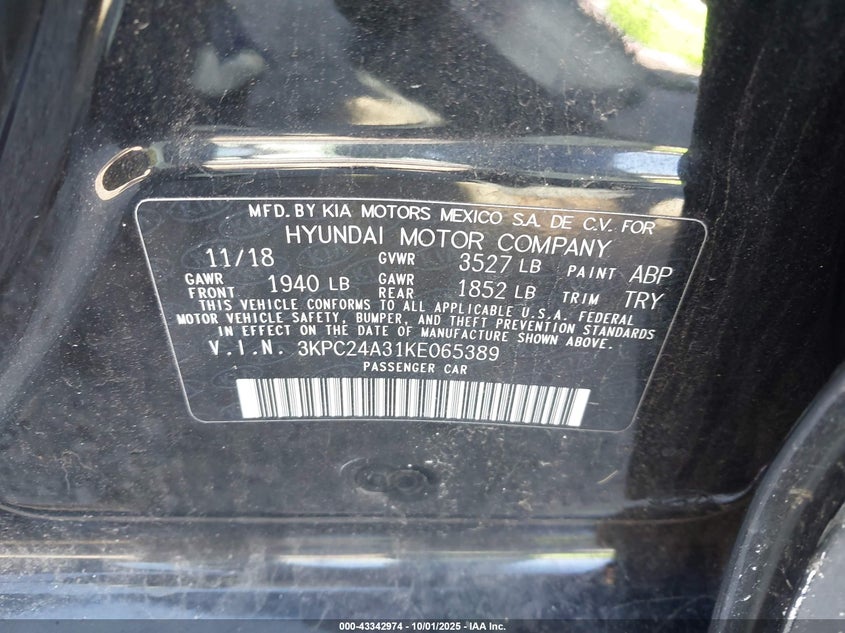 MFD. BY KIA MOTORS MEXICO S.A. DE C.V. FOR
HYUNDAI MOTOR COMPANY
11/18 GVWR 3527 LB PAINT ABP
GAWR FRONT 1940 LB GAWR REAR 1852 LB TRIM TRY
THIS VEHICLE CONFORMS TO ALL APPLICABLE U.S.A. FEDERAL
MOTOR VEHICLE SAFETY, BUMPER, AND THEFT PREVENTION STANDARDS
IN EFFECT ON THE DATE OF MANUFACTURE SHOWN ABOVE.
V.I.N. 3KPC24A31KE065389
PASSENGER CAR
000-43342974 - 10/01/2025 - IAA Inc.